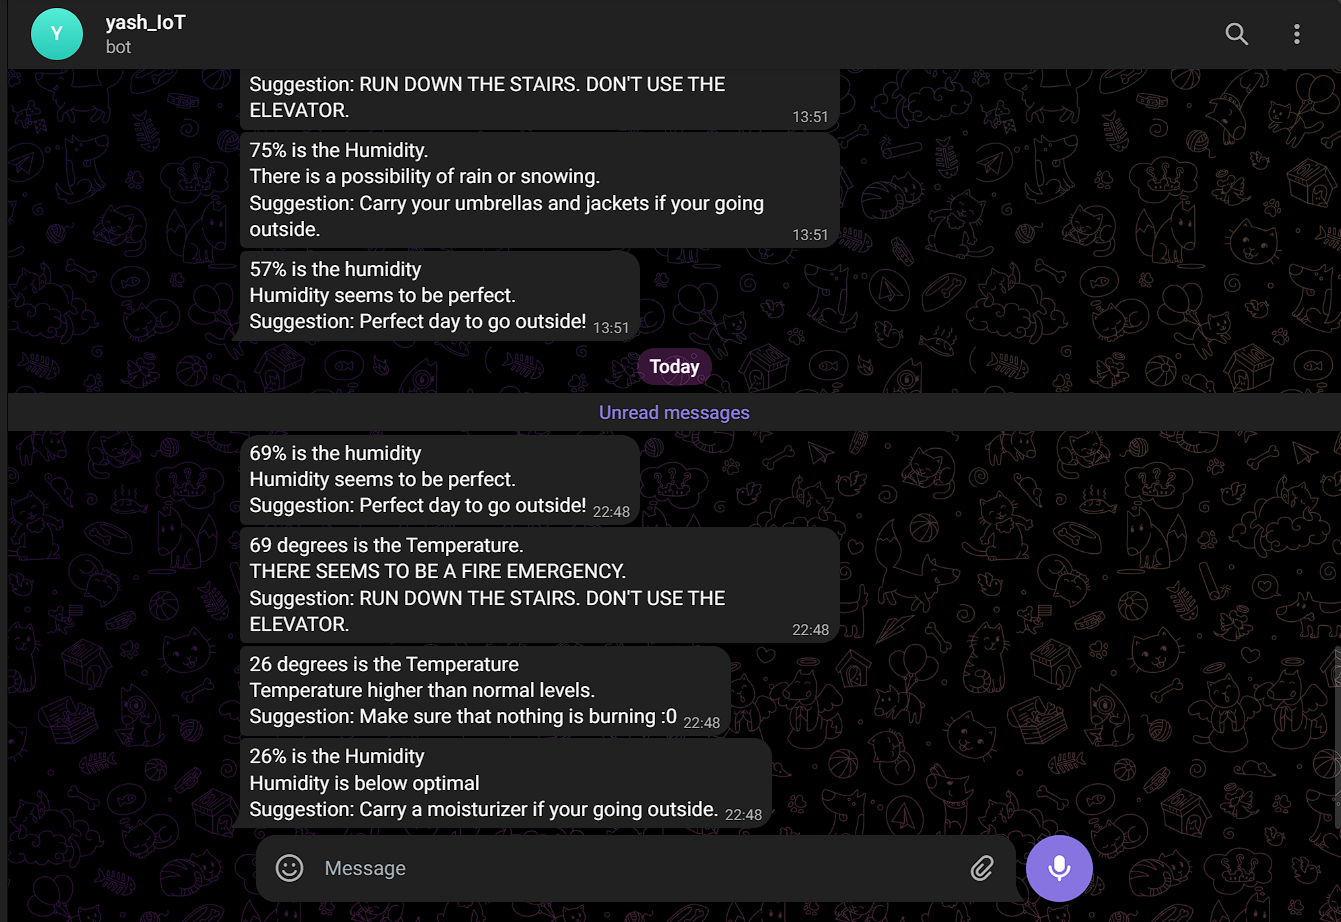 Y
yash_IoT
bot
Suggestion: RUN DOWN THE STAIRS. DON'T USE THE
ELEVATOR.
13:51
75% is the Humidity.
There is a possibility of rain or snowing.
Suggestion: Carry your umbrellas and jackets if your going
outside.
13:51
57% is the humidity
Humidity seems to be perfect.
Suggestion: Perfect day to go outside! 13:51
Today
Unread messages
69% is the humidity
Humidity seems to be perfect.
Suggestion: Perfect day to go outside! 22:48
69 degrees is the Temperature.
THERE SEEMS TO BE A FIRE EMERGENCY.
Suggestion: RUN DOWN THE STAIRS. DON'T USE THE
ELEVATOR.
22:48
26 degrees is the Temperature
Temperature higher than normal levels.
Suggestion: Make sure that nothing is burning :0 22:48
26% is the Humidity
Humidity is below optimal
Suggestion: Carry a moisturizer if your going outside. 22:48
Message